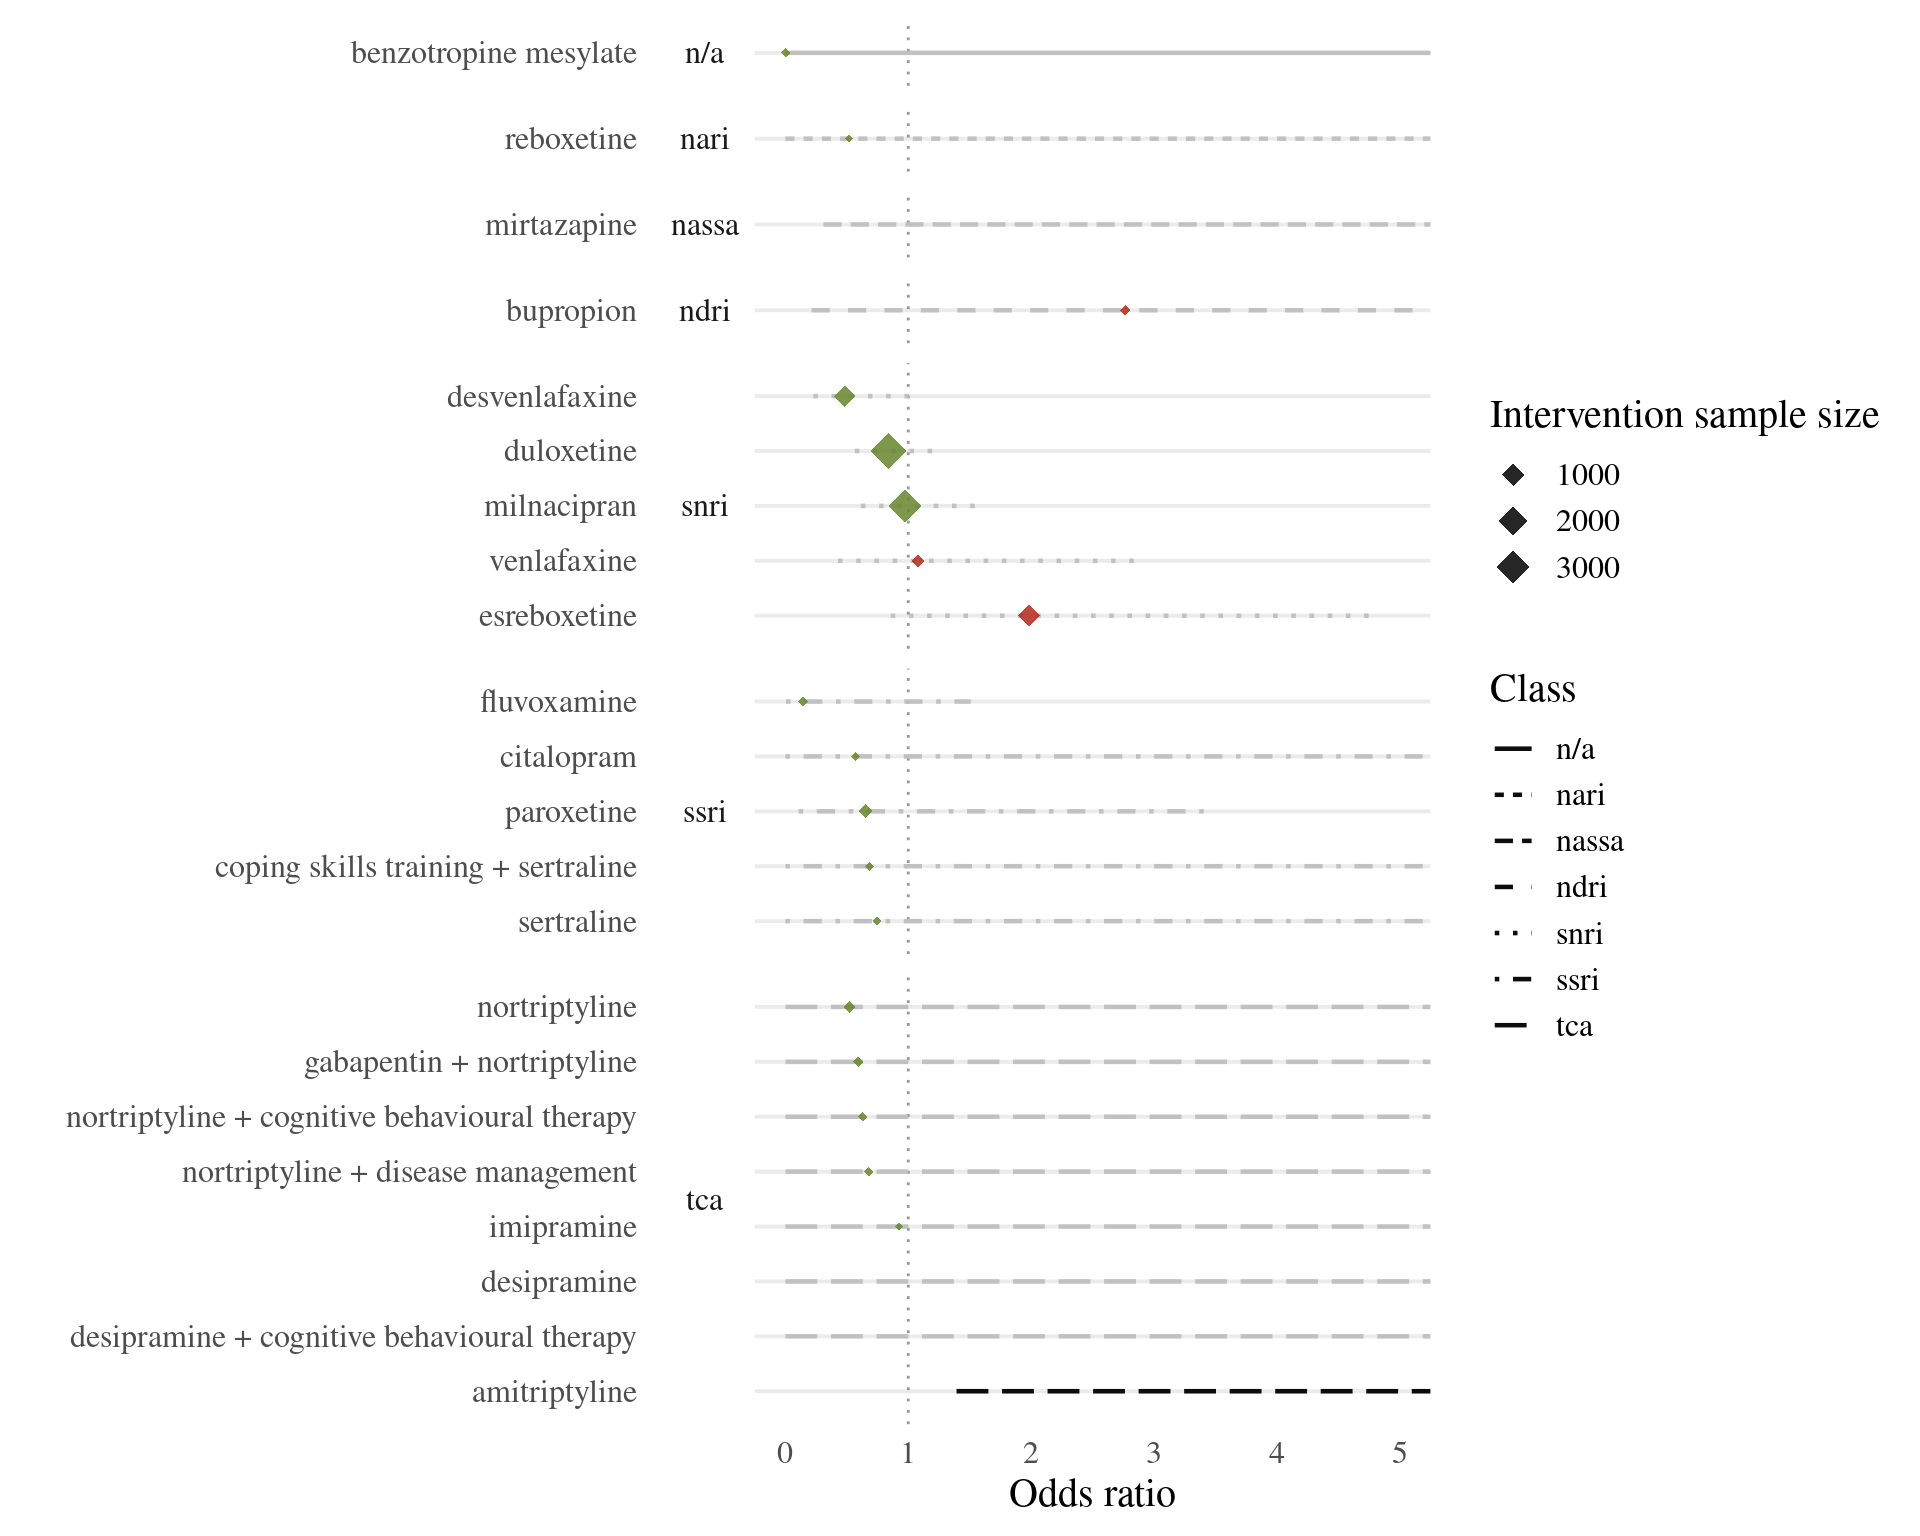 benzotropine mesylate n/a
reboxetine nari
mirtazapine nassa
bupropion ndri
desvenlafaxine
duloxetine
milnacipran snri
venlafaxine
esreboxetine
fluvoxamine
citalopram
paroxetine ssri
coping skills training + sertraline
sertraline
nortriptyline
gabapentin + nortriptyline
nortriptyline + cognitive behavioural therapy
nortriptyline + disease management
tca
imipramine
desipramine
desipramine + cognitive behavioural therapy
amitriptyline
0 1 2 3 4 5
Odds ratio
Intervention sample size
1000
2000
3000
Class
n/a
nari
nassa
ndri
snri
ssri
tca